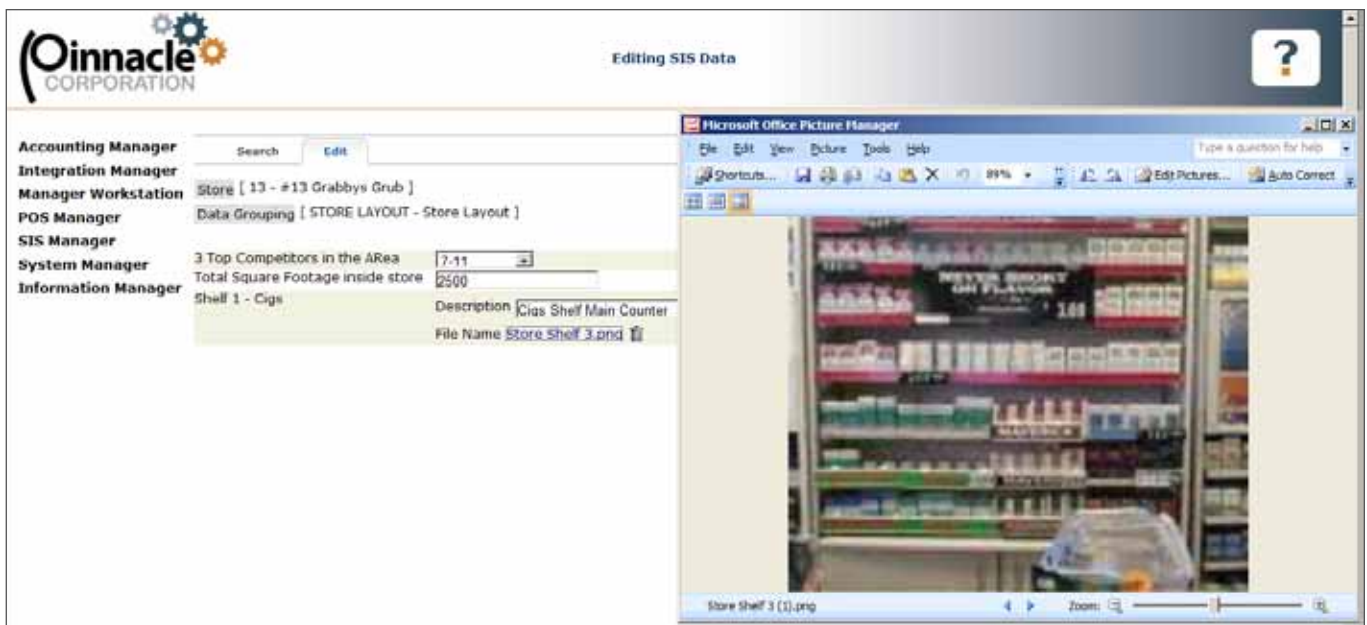 Oinnacle
CORPORATION
Editing SIS Data
?
Accounting Manager
Integration Manager
Manager Workstation
POS Manager
SIS Manager
System Manager
Information Manager
Search Edit
Store [ 13 - #13 Grabbys Grub ]
Data Grouping [ STORE LAYOUT - Store Layout ]
3 Top Competitors in the ARea 7-11
Total Square Footage inside store 2500
Shelf 1 - Cigs Description Cigs Shelf Main Counter
File Name Store Shelf 3.png
Microsoft Office Picture Manager
File Edit View Picture Tools Help Type a question for help
Shortcuts... 89% Edit Pictures... Auto Correct
NEVER SHORT
ON FLAVOR
3.68
Store Shelf 3 (1).png Zoom: